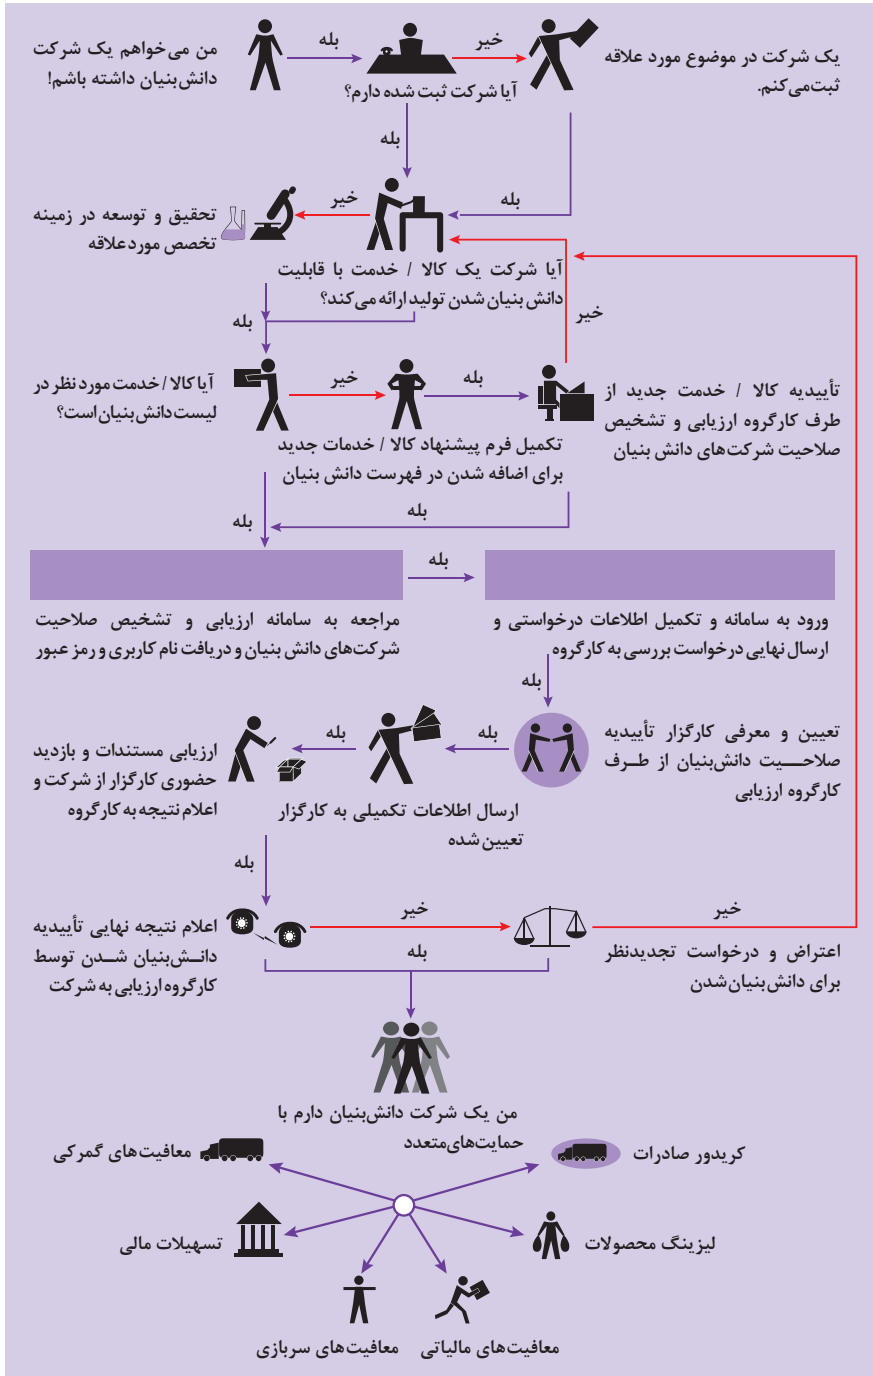 من می‌خواهم یک شرکت
دانش‌بنیان داشته باشم!
بله
آیا شرکت ثبت شده دارم؟
خیر
یک شرکت در موضوع مورد علاقه
ثبت‌می‌کنم.
بله
بله
خیر
تحقیق و توسعه در زمینه
تخصص مورد‌علاقه
آیا شرکت یک کالا / خدمت با قابلیت
دانش‌بنیان شدن تولید ارائه می‌کند؟
بله
خیر
آیا کالا / خدمت مورد نظر در
لیست دانش‌بنیان است؟
خیر
بله
تکمیل فرم پیشنهاد کالا / خدمات جدید
برای اضافه شدن در فهرست دانش بنیان
تأییدیه کالا / خدمت جدید از
طرف کارگروه ارزیابی و تشخیص
صلاحیت شرکت‌های دانش بنیان
بله
بله
بله
مراجعه به سامانه ارزیابی و تشخیص صلاحیت
شرکت‌های دانش بنیان و دریافت نام کاربری و رمز عبور
ورود به سامانه و تکمیل اطلاعات درخواستی و
ارسال نهایی درخواست بررسی به کارگروه
بله
تعیین و معرفی کارگزار تأییدیه
صلاحـــیت دانش‌بنیان از طــرف
کارگروه ارزیابی
بله
ارسال اطلاعات تکمیلی به کارگزار
تعیین شده
بله
ارزیابی مستندات و بازدید
حضوری کارگزار از شرکت و
اعلام نتیجه به کارگروه
بله
اعلام نتیجه نهایی تأییدیه
دانــش‌بنیان شــدن توسط
کارگروه ارزیابی به شرکت
خیر
بله
خیر
اعتراض و درخواست تجدیدنظر
برای دانش‌بنیان‌شدن
من یک شرکت دانش‌بنیان دارم با
حمایت‌های‌متعدد
کریدور صادرات
معافیت‌های گمرکی
لیزینگ محصولات
تسهیلات مالی
معافیت‌های مالیاتی
معافیت‌های سربازی